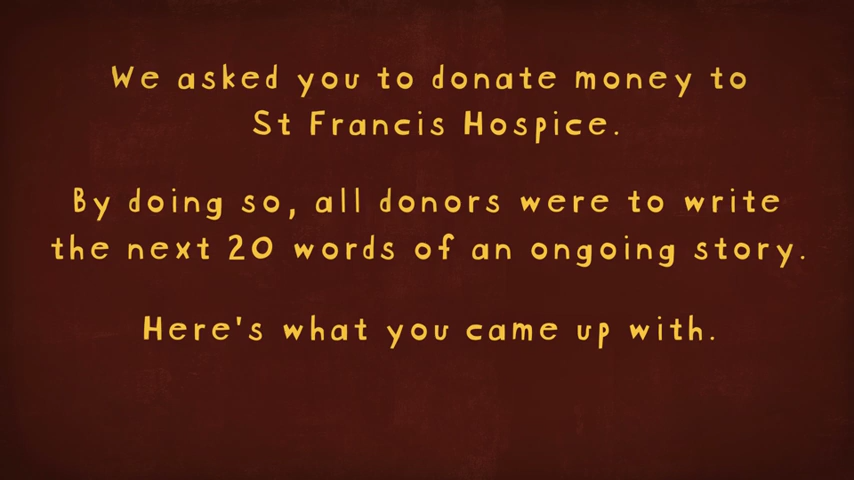 We asked you to donate money to
St Francis Hospice.
By doing so, all donors were to write
the next 20 words of an ongoing story.
Here's what you came up with.